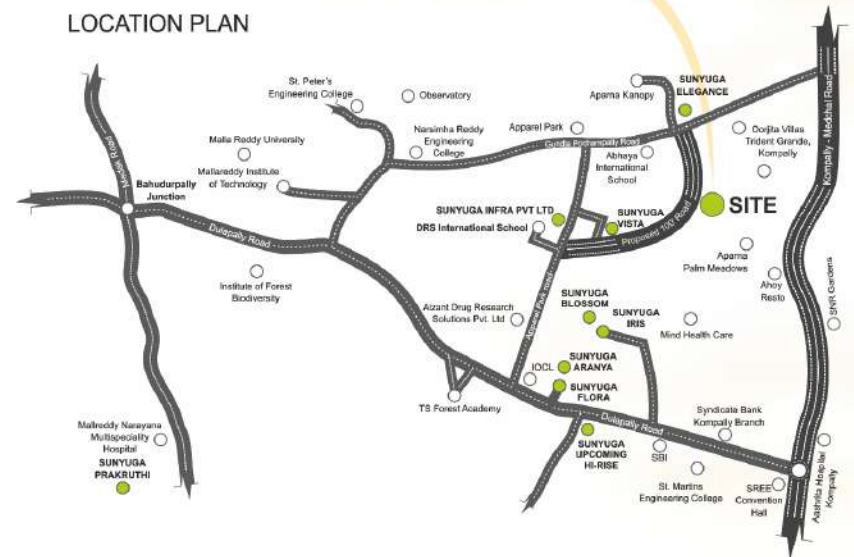 LOCATION PLAN
St. Peter's
Engineering College
Observatory
Aparna Kanopy
SUNYUGA
ELEGANCE
Malla Reddy University
Narsimha Reddy
Engineering
College
Apparel Park
Gundla Pochampally Road
Abhaya
International
School
Dorjita Villas
Trident Grande,
Kompally
Kompally - Medchal Road
Mallareddy Institute
of Technology
Medak Road
Bahudurpally
Junction
SUNYUGA INFRA PVT LTD
DRS International School
SUNYUGA
VISTA
Proposed 100' Road
SITE
Dulapally Road
Institute of Forest
Biodiversity
Aparna
Palm Meadows
Ahoy
Resto
SNR Gardens
Aizant Drug Research
Solutions Pvt. Ltd
Apparel Park Road
SUNYUGA
BLOSSOM
SUNYUGA
IRIS
Mind Health Care
IOCL
SUNYUGA
ARANYA
SUNYUGA
FLORA
TS Forest Academy
Dulapally Road
Syndicate Bank
Kompally Branch
Mallreddy Narayana
Multispeciality
Hospital
SUNYUGA
PRAKRUTHI
SUNYUGA
UPCOMING
HI-RISE
SBI
St. Martins
Engineering College
SREE
Convention
Hall
Aashrita Hospital
Kompally